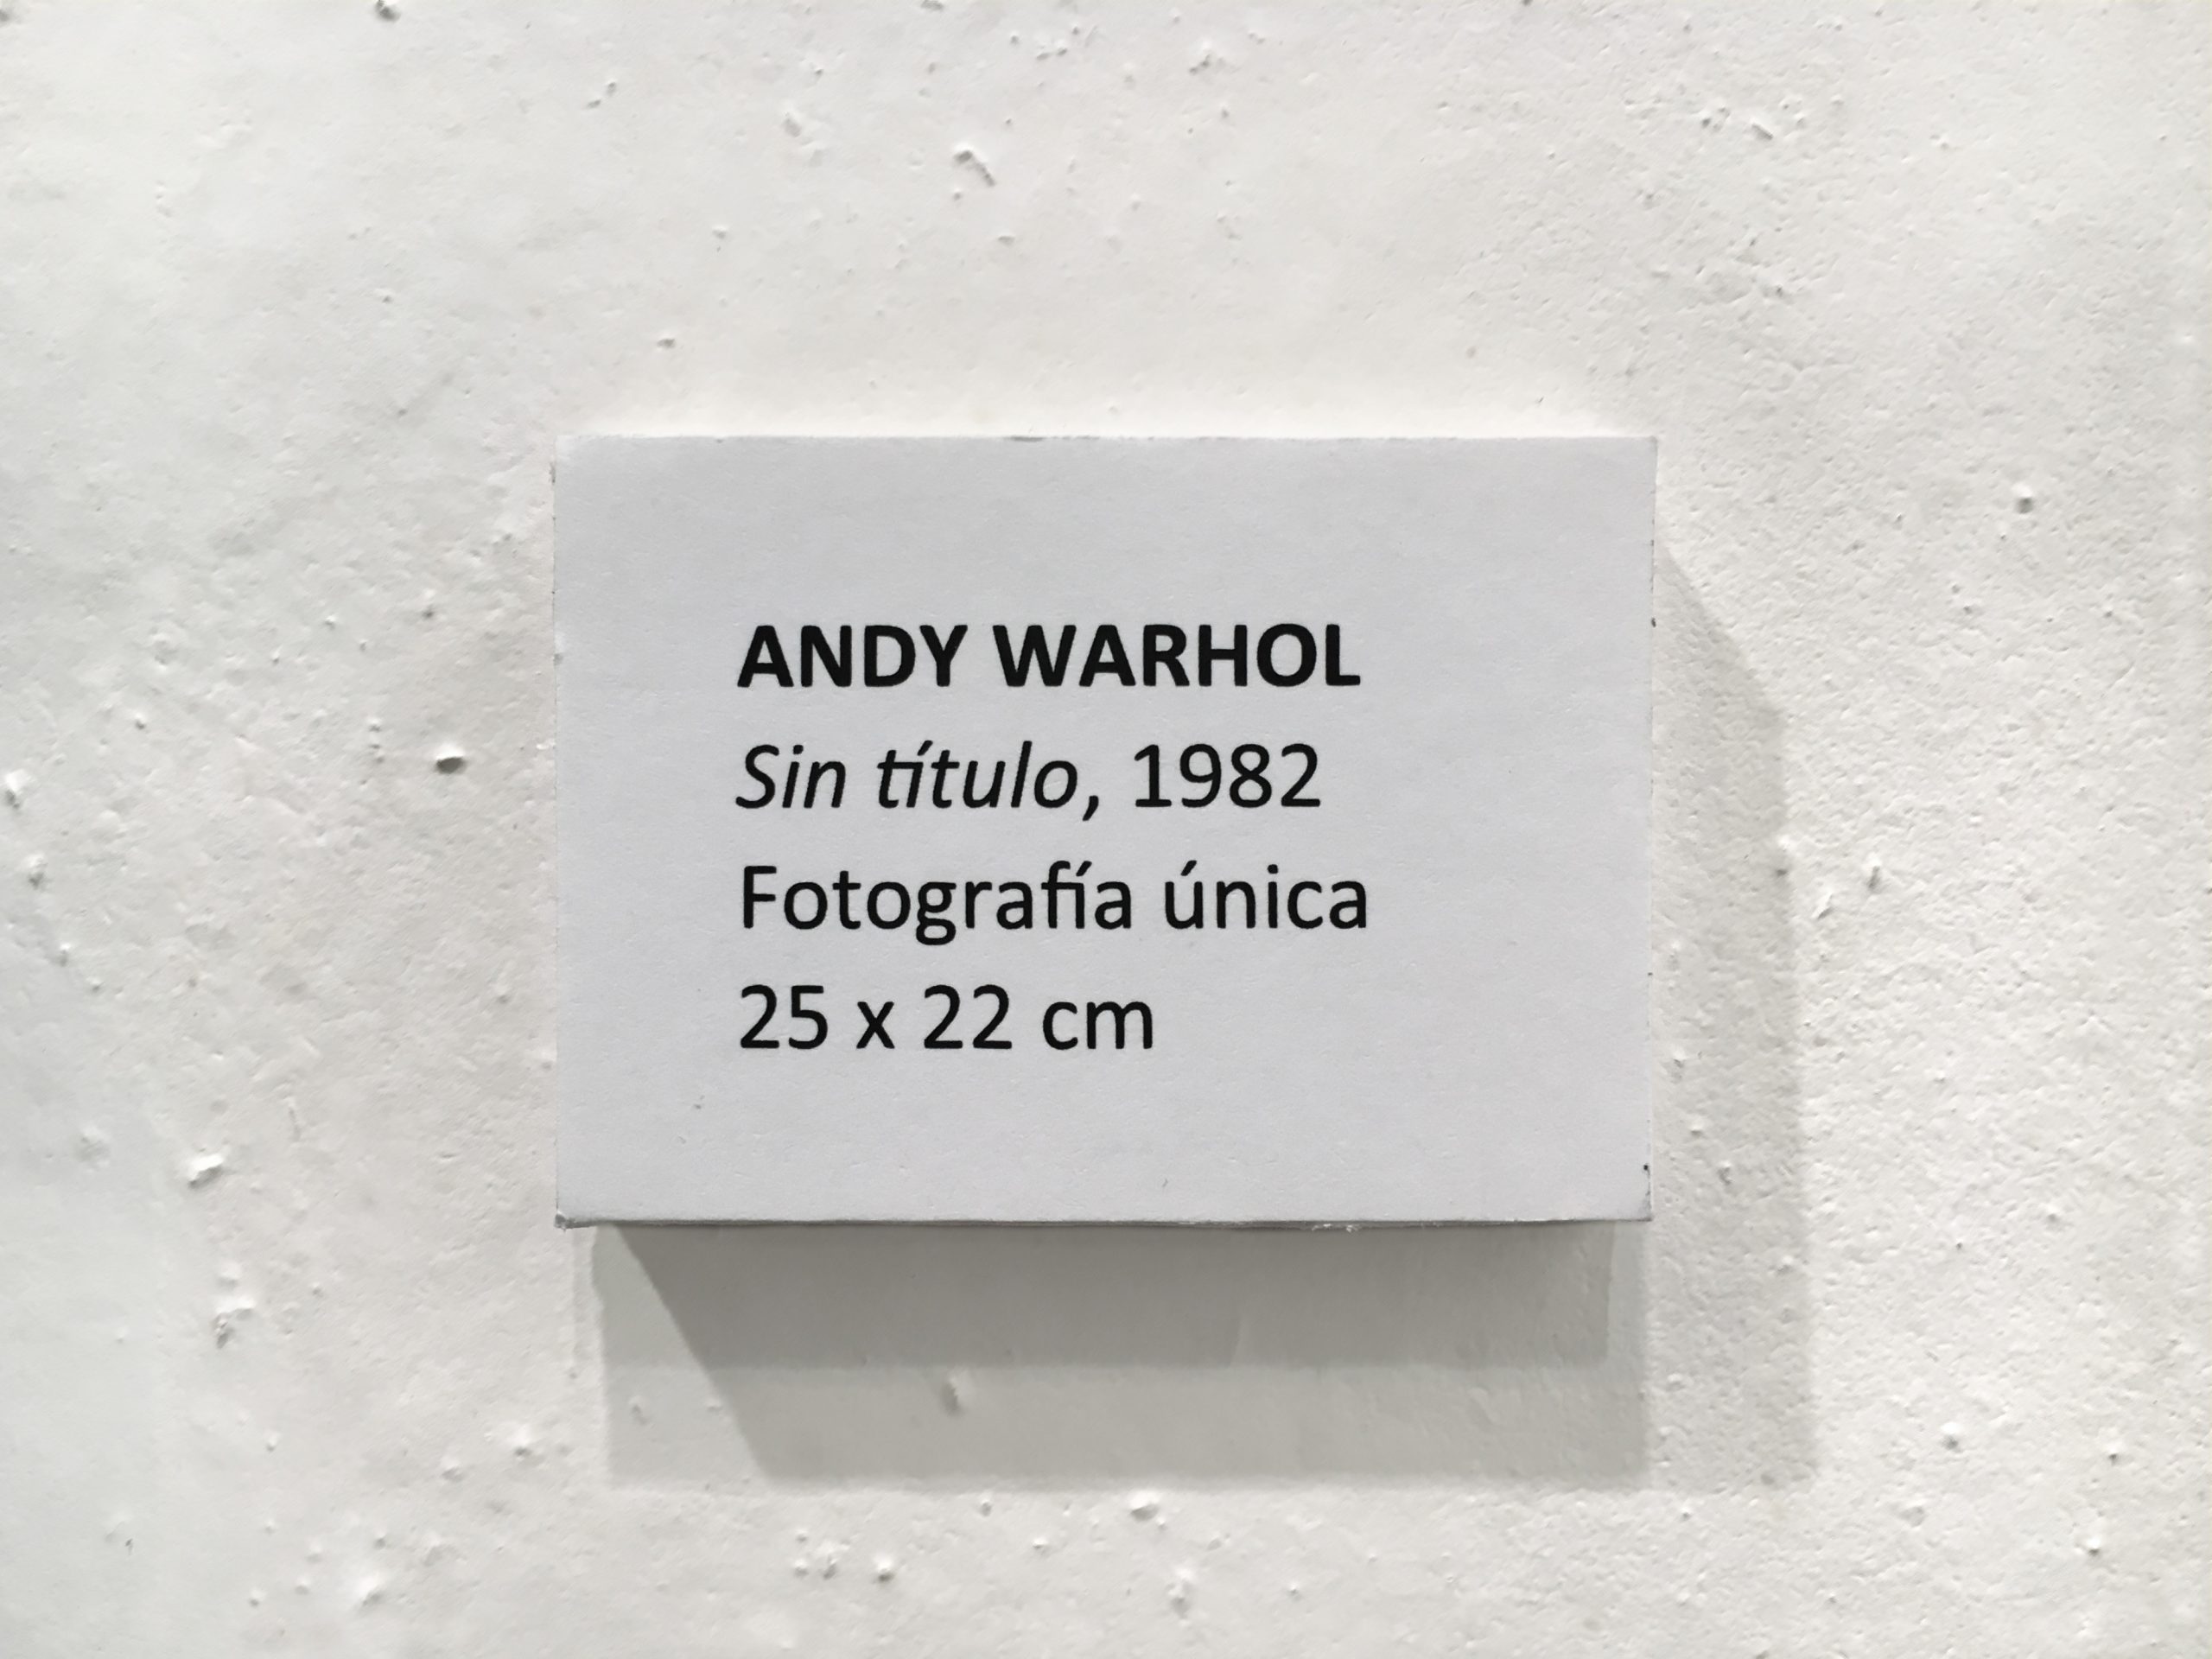 ANDY WARHOL
Sin título, 1982
Fotografía única
25 x 22 cm